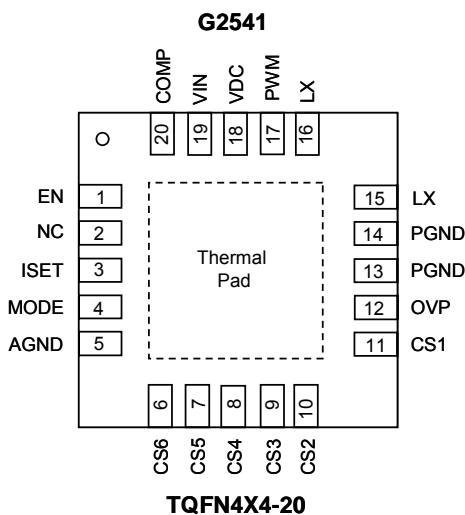 G2541
COMP
VIN
VDC
PWM
LX
20
19
18
17
16
EN 1
NC 2
ISET 3
MODE 4
AGND 5
Thermal
Pad
15 LX
14 PGND
13 PGND
12 OVP
11 CS1
6
7
8
9
10
CS6
CS5
CS4
CS3
CS2
TQFN4X4-20